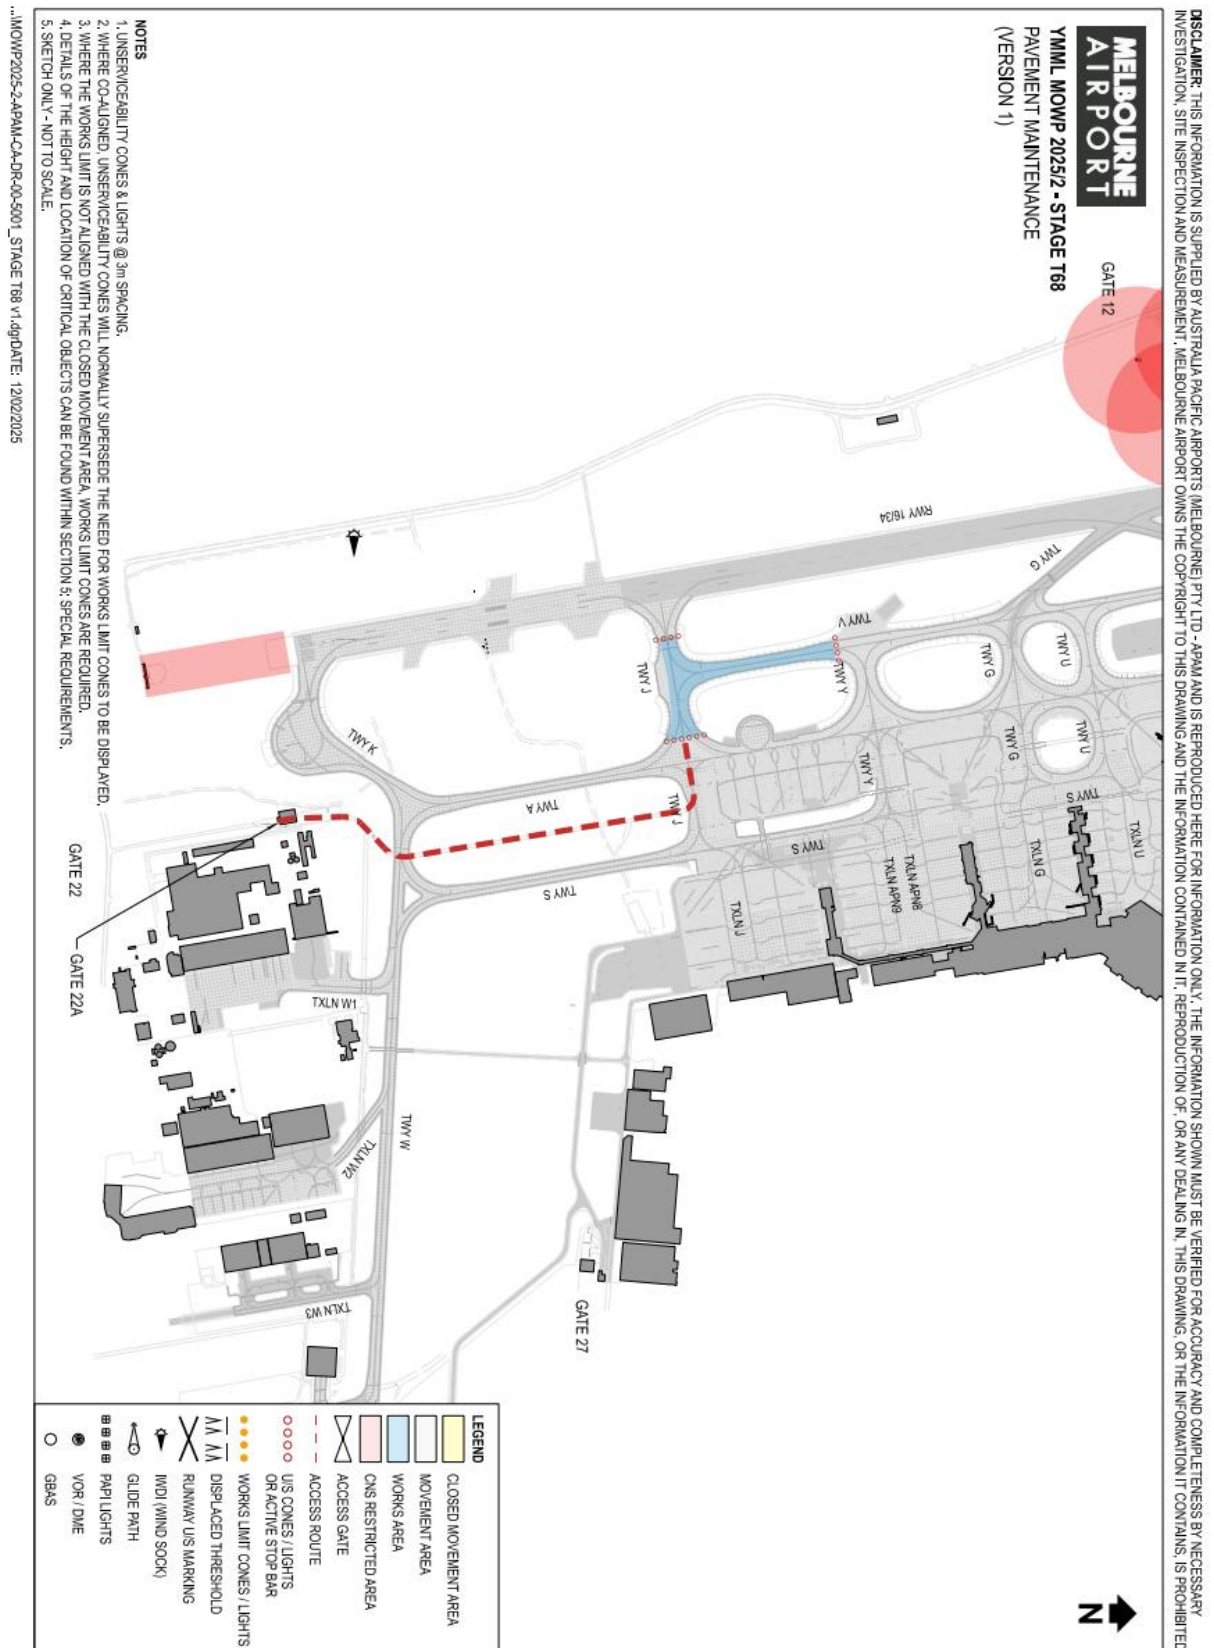 DISCLAIMER: THIS INFORMATION IS SUPPLIED BY AUSTRALIA PACIFIC AIRPORTS (MELBOURNE) PTY LTD - APAM AND IS REPRODUCED HERE FOR INFORMATION ONLY. THE INFORMATION SHOWN MUST BE VERIFIED FOR ACCURACY AND COMPLETENESS BY NECESSARY
INVESTIGATION, SITE INSPECTION AND MEASUREMENT. MELBOURNE AIRPORT OWNS THE COPYRIGHT TO THIS DRAWING AND THE INFORMATION CONTAINED IN IT. REPRODUCTION OF, OR ANY DEALING IN, THIS DRAWING, OR THE INFORMATION IT CONTAINS, IS PROHIBITED
MELBOURNE
AIRPORT
YMML MOWP 2025/2 - STAGE T68
PAVEMENT MAINTENANCE
(VERSION 1)
GATE 12
RWY 16/34
TWY G
TWY V
TWY U
TWY G
TWY Y
TWY J
TWY U
TWY G
TWY Y
TWY K
TWY A
TWY J
TWY S
TWY S
TWY S
TXLN U
TXLN G
TXLN APN8
TXLN APN9
TXLN J
GATE 22
GATE 22A
TXLN W1
TWY W
TXLN W2
TXLN W3
GATE 27
N
NOTES
1. UNSERVICEABILITY CONES & LIGHTS @ 3m SPACING.
2. WHERE CO-ALIGNED, UNSERVICEABILITY CONES WILL NORMALLY SUPERSEDE THE NEED FOR WORKS LIMIT CONES TO BE DISPLAYED.
3. WHERE THE WORKS LIMIT IS NOT ALIGNED WITH THE CLOSED MOVEMENT AREA, WORKS LIMIT CONES ARE REQUIRED.
4. DETAILS OF THE HEIGHT AND LOCATION OF CRITICAL OBJECTS CAN BE FOUND WITHIN SECTION 5: SPECIAL REQUIREMENTS.
5. SKETCH ONLY - NOT TO SCALE.
LEGEND
CLOSED MOVEMENT AREA
MOVEMENT AREA
WORKS AREA
CNS RESTRICTED AREA
ACCESS GATE
ACCESS ROUTE
U/S CONES / LIGHTS
OR ACTIVE STOP BAR
WORKS LIMIT CONES / LIGHTS
DISPLACED THRESHOLD
RUNWAY U/S MARKING
IWDI (WIND SOCK)
GLIDE PATH
PAPI LIGHTS
VOR / DME
GBAS
...\MOWP2025-2-APAM-CA-DR-00-5001_STAGE T68 v1.dgnDATE: 12/02/2025